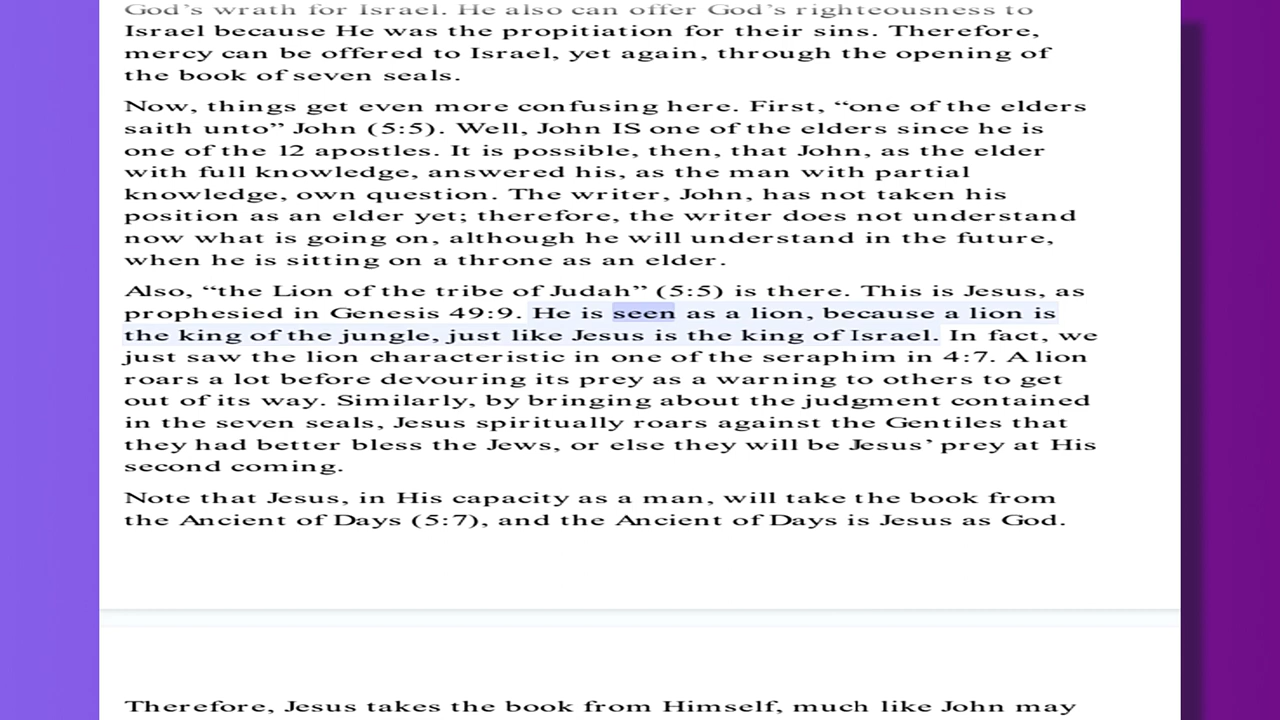 God's wrath for Israel. He also can offer God's righteousness to
Israel because He was the propitiation for their sins. Therefore,
mercy can be offered to Israel, yet again, through the opening of
the book of seven seals.
Now, things get even more confusing here. First, “one of the elders
saith unto” John (5:5). Well, John IS one of the elders since he is
one of the 12 apostles. It is possible, then, that John, as the elder
with full knowledge, answered his, as the man with partial
knowledge, own question. The writer, John, has not taken his
position as an elder yet; therefore, the writer does not understand
now what is going on, although he will understand in the future,
when he is sitting on a throne as an elder.
Also, “the Lion of the tribe of Judah” (5:5) is there. This is Jesus, as
prophesied in Genesis 49:9. He is seen as a lion, because a lion is
the king of the jungle, just like Jesus is the king of Israel. In fact, we
just saw the lion characteristic in one of the seraphim in 4:7. A lion
roars a lot before devouring its prey as a warning to others to get
out of its way. Similarly, by bringing about the judgment contained
in the seven seals, Jesus spiritually roars against the Gentiles that
they had better bless the Jews, or else they will be Jesus’ prey at His
second coming.
Note that Jesus, in His capacity as a man, will take the book from
the Ancient of Days (5:7), and the Ancient of Days is Jesus as God.
Therefore, Jesus takes the book from Himself, much like John may